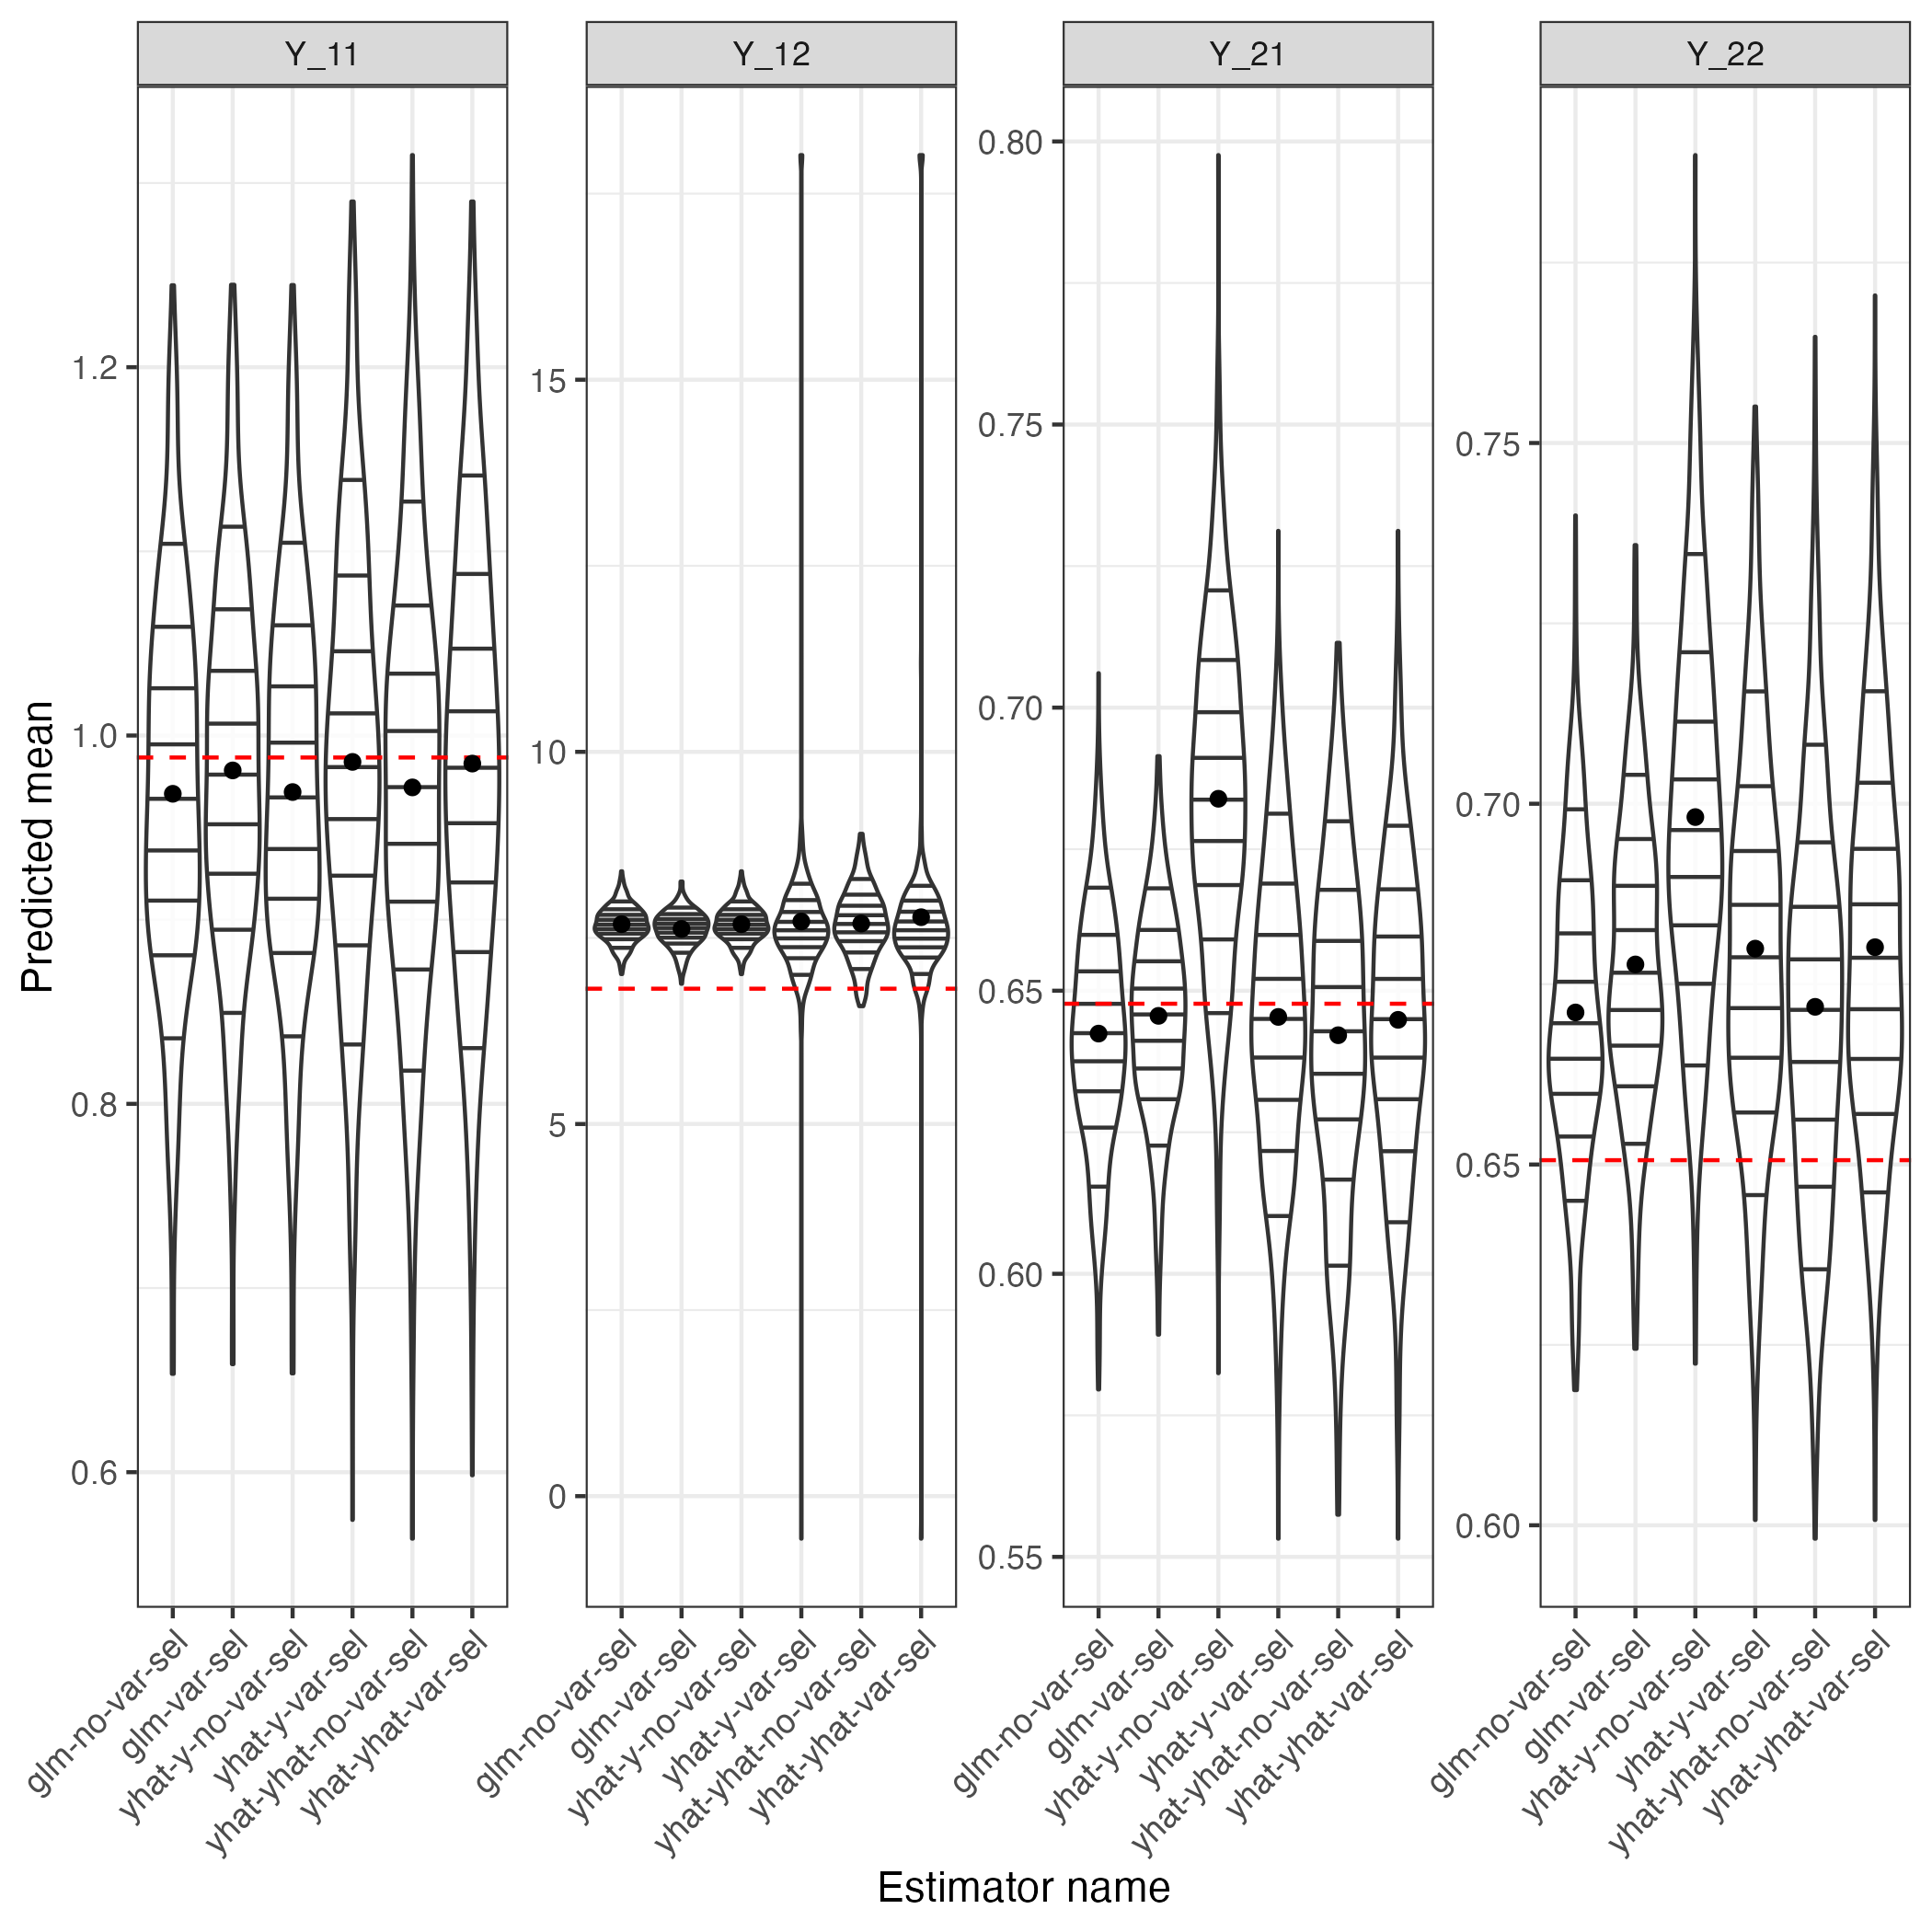 Y_11 Y_12 Y_21 Y_22
Predicted mean
1.2
1.0
0.8
0.6
15
10
5
0
0.80
0.75
0.70
0.65
0.60
0.55
0.75
0.70
0.65
0.60
glm-no-var-sel
glm-var-sel
yhat-y-no-var-sel
yhat-y-var-sel
yhat-yhat-no-var-sel
yhat-yhat-var-sel
glm-no-var-sel
glm-var-sel
yhat-y-no-var-sel
yhat-y-var-sel
yhat-yhat-no-var-sel
yhat-yhat-var-sel
glm-no-var-sel
glm-var-sel
yhat-y-no-var-sel
yhat-y-var-sel
yhat-yhat-no-var-sel
yhat-yhat-var-sel
glm-no-var-sel
glm-var-sel
yhat-y-no-var-sel
yhat-y-var-sel
yhat-yhat-no-var-sel
yhat-yhat-var-sel
Estimator name